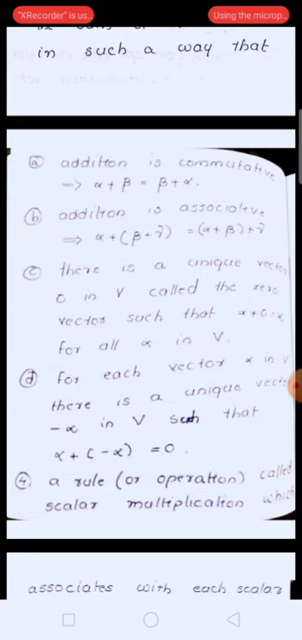 "XRecorder" is us..
Using the microp...
in such a way that
(a) addition is commutative
=> α + β = β + α.
(b) addition is associative
=> α + (β + γ) = (α + β) + γ
(c) there is a unique vector
0 in V called the zero
vector such that α + 0 = α
for all α in V.
(d) for each vector α in V
there is a unique vector
-α in V such that
α + (-α) = 0.
(4) a rule (or operation) called
scalar multiplication which
associates with each scalar